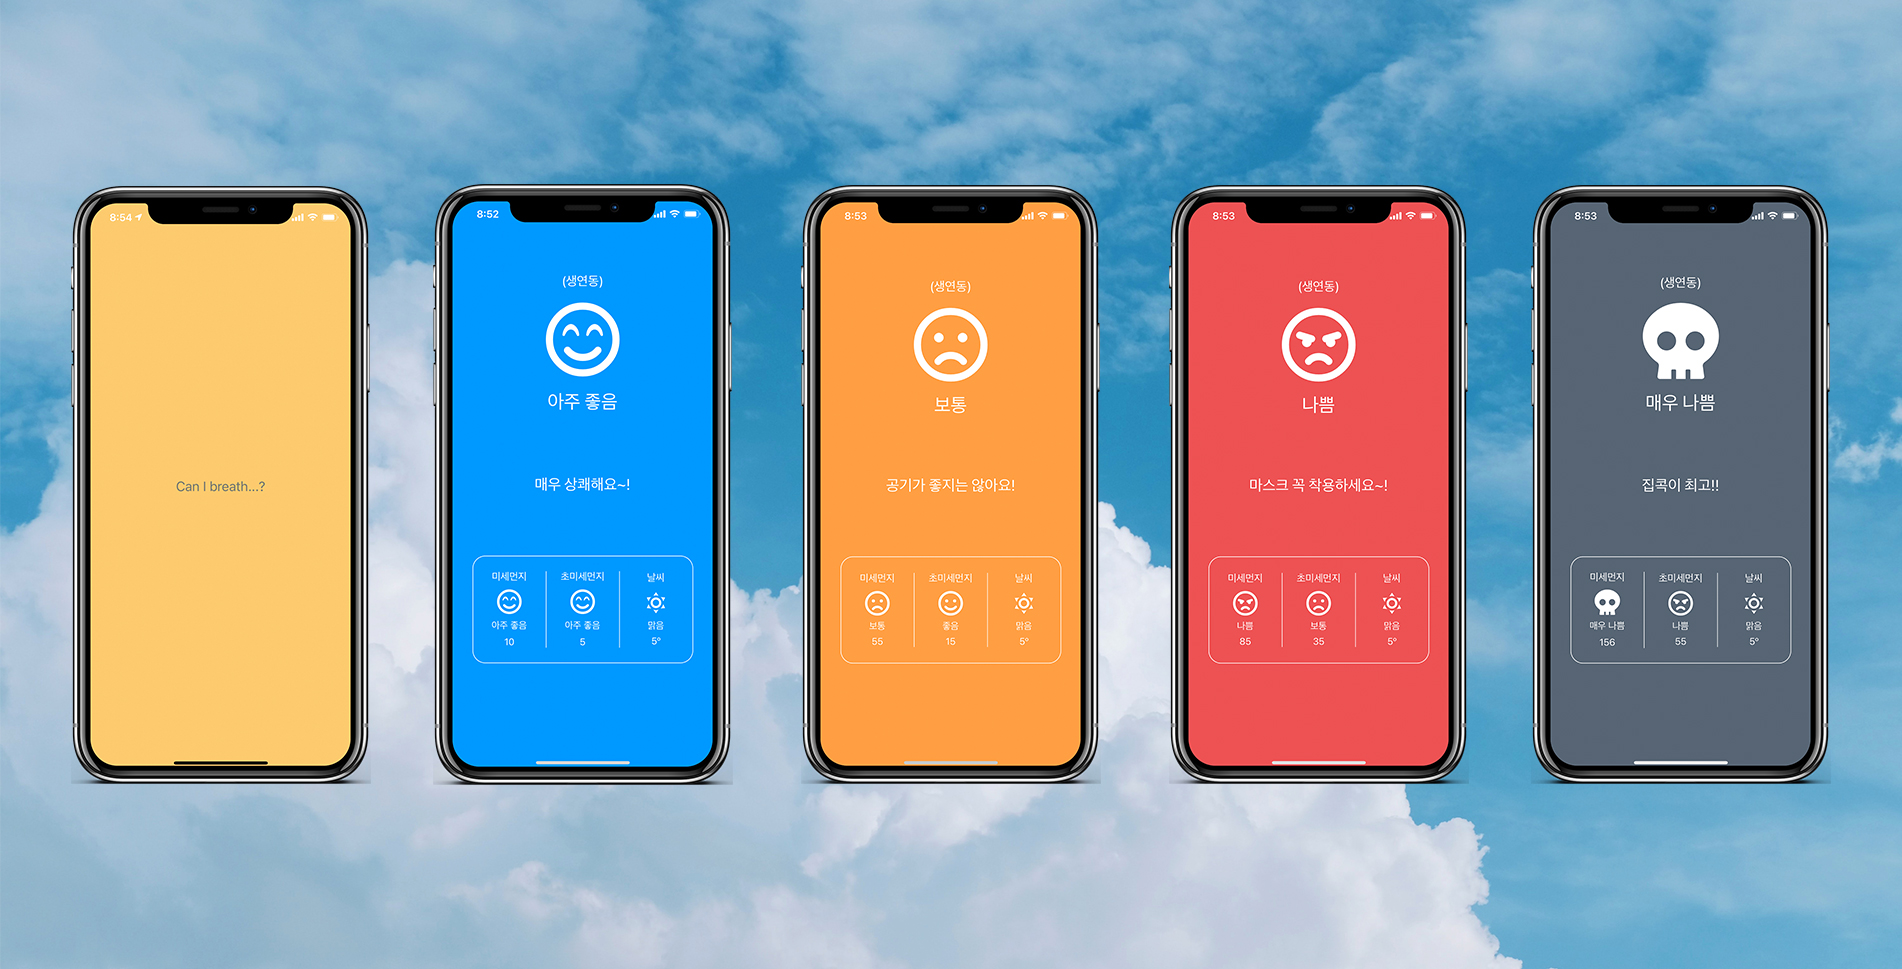 8:54
Can I breath...?
8:52
(생연동)
아주 좋음
매우 상쾌해요~!
미세먼지 초미세먼지 날씨
아주 좋음 아주 좋음 맑음
10 5 5°
8:53
(생연동)
보통
공기가 좋지는 않아요!
미세먼지 초미세먼지 날씨
보통 좋음 맑음
55 15 5°
8:53
(생연동)
나쁨
마스크 꼭 착용하세요~!
미세먼지 초미세먼지 날씨
나쁨 보통 맑음
85 35 5°
8:53
(생연동)
매우 나쁨
집콕이 최고!!
미세먼지 초미세먼지 날씨
매우 나쁨 나쁨 맑음
156 55 5°